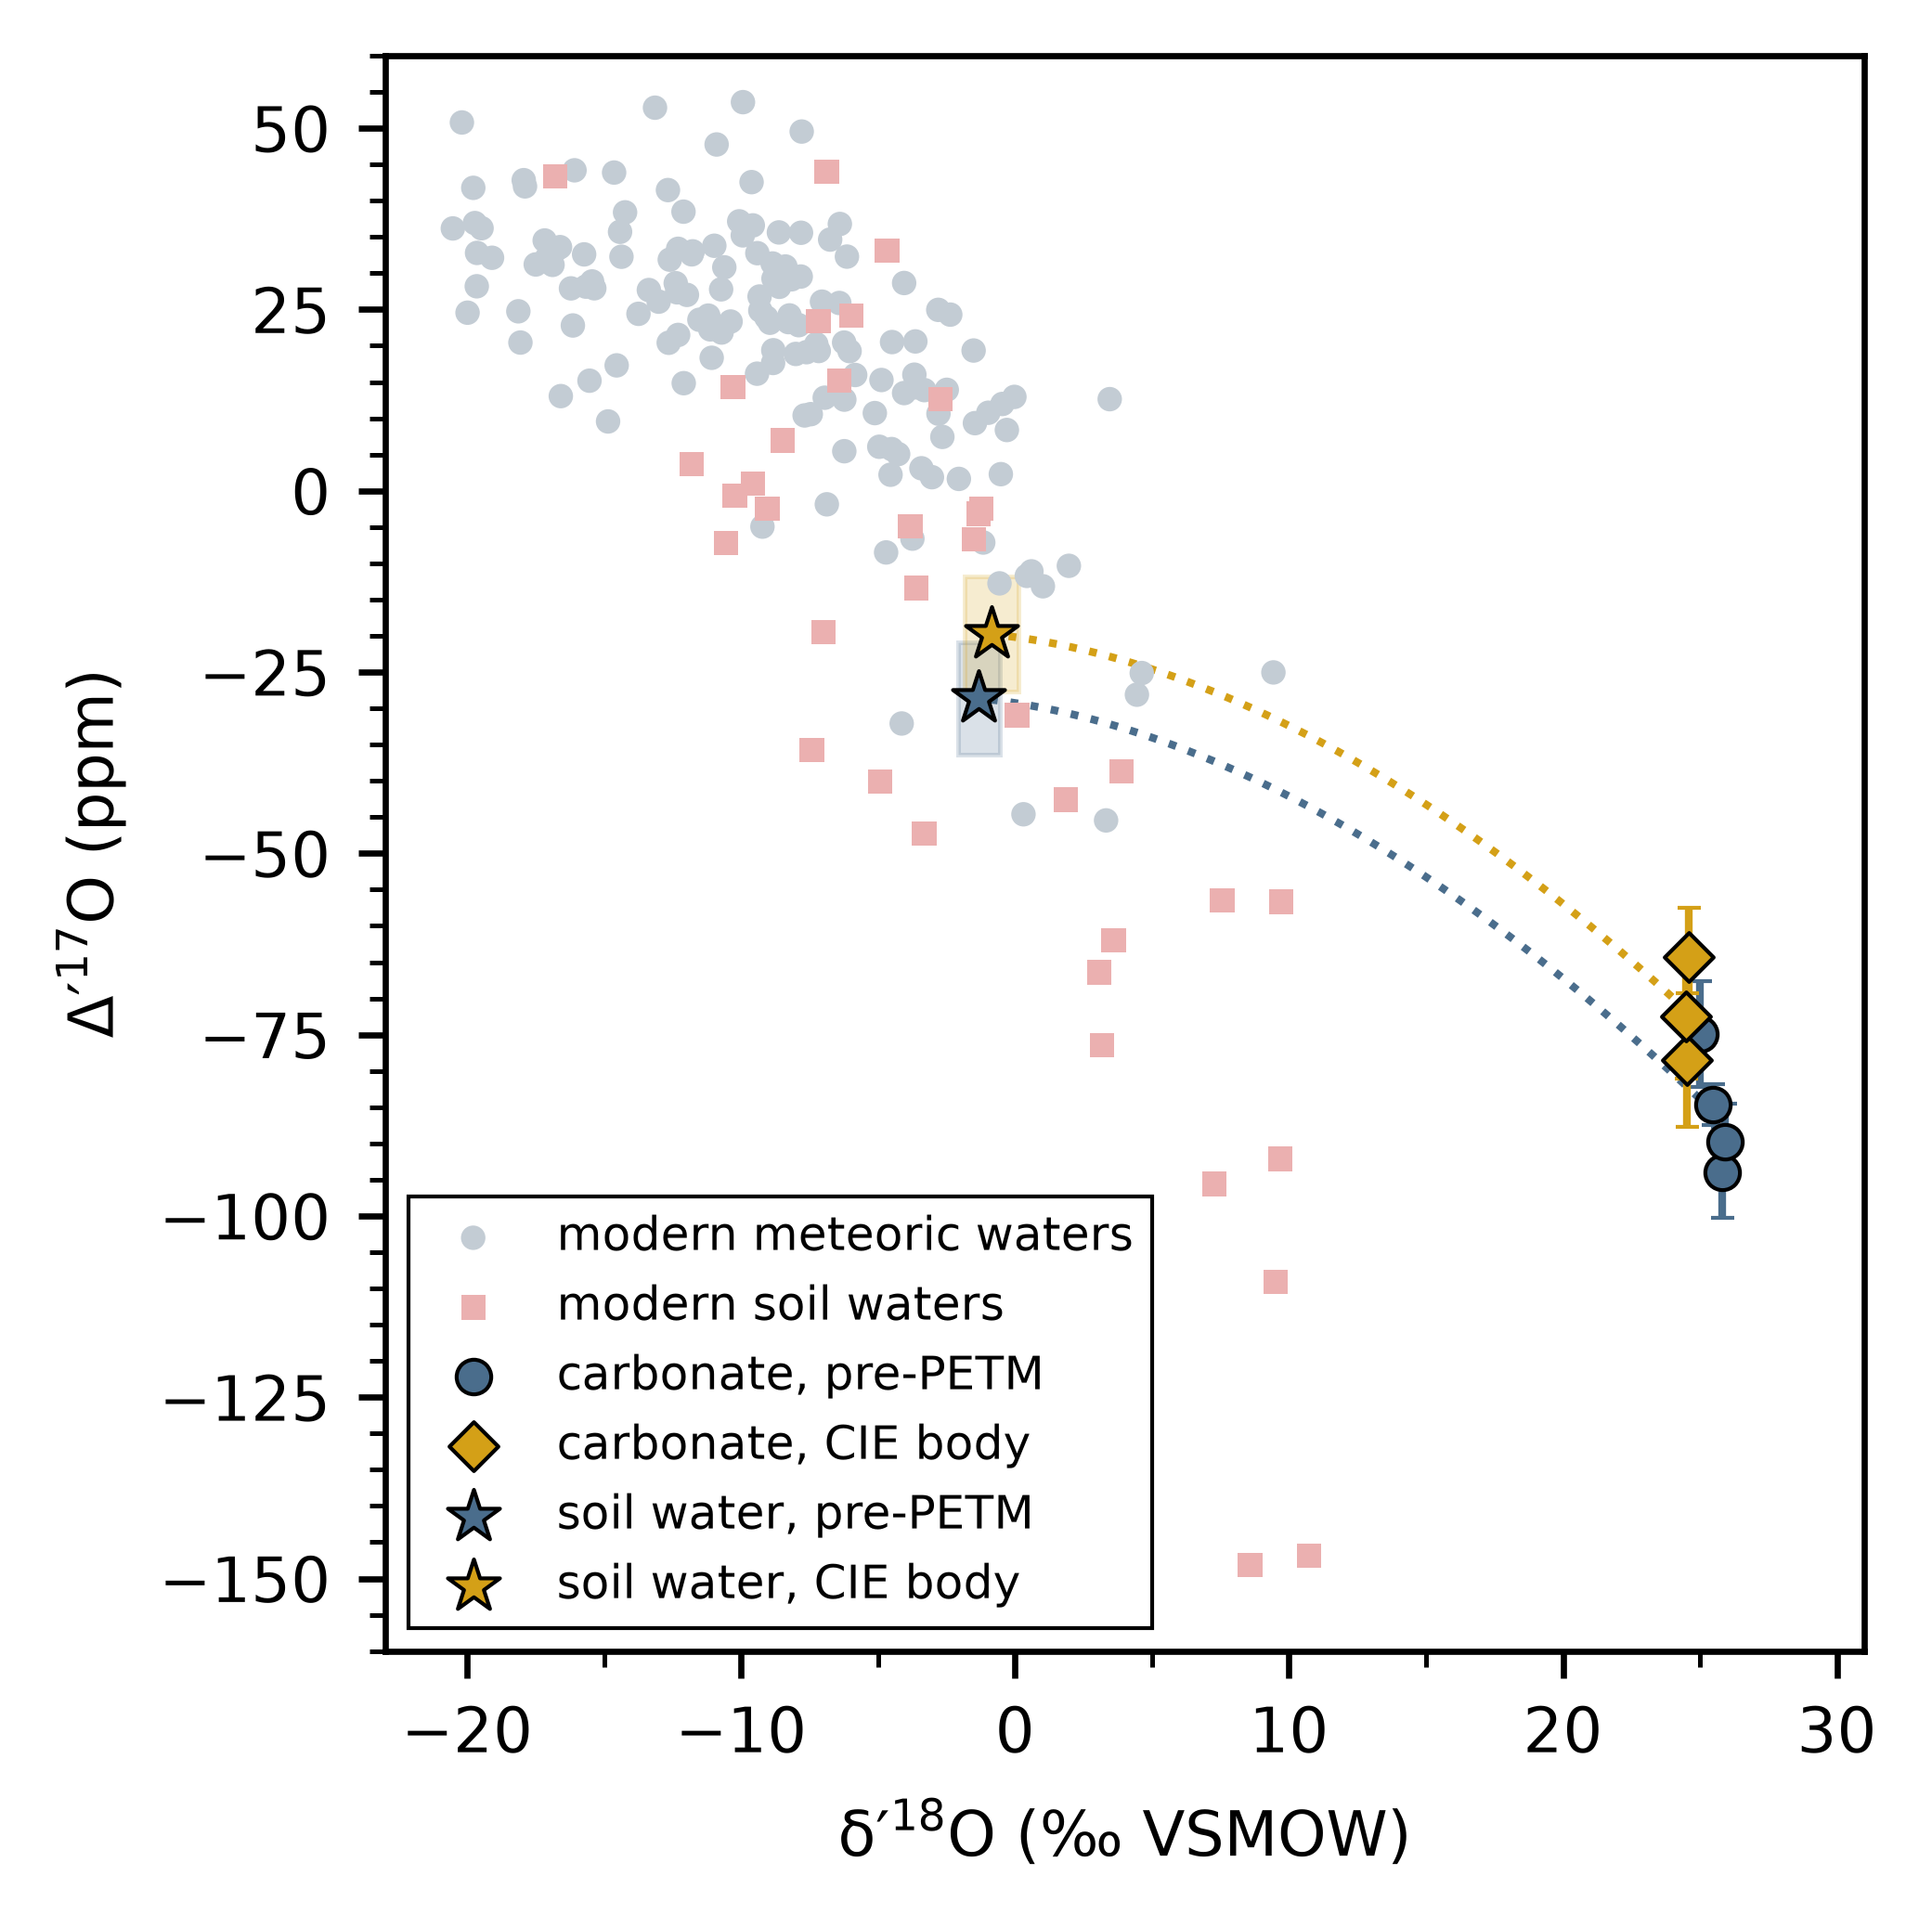 50
25
0
−25
−50
−75
−100
−125
−150
Δ′¹⁷O (ppm)
modern meteoric waters
modern soil waters
carbonate, pre-PETM
carbonate, CIE body
soil water, pre-PETM
soil water, CIE body
−20 −10 0 10 20 30
δ′¹⁸O (‰ VSMOW)